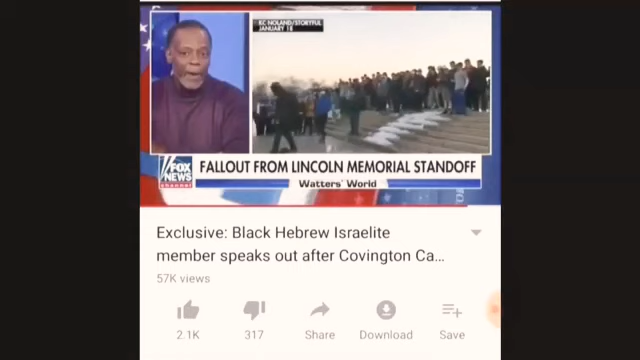 KC NOLAND/STORYFUL
JANUARY 18
FOX
NEWS
channel
FALLOUT FROM LINCOLN MEMORIAL STANDOFF
Watters' World
Exclusive: Black Hebrew Israelite
member speaks out after Covington Ca...
57K views
2.1K
317
Share
Download
Save